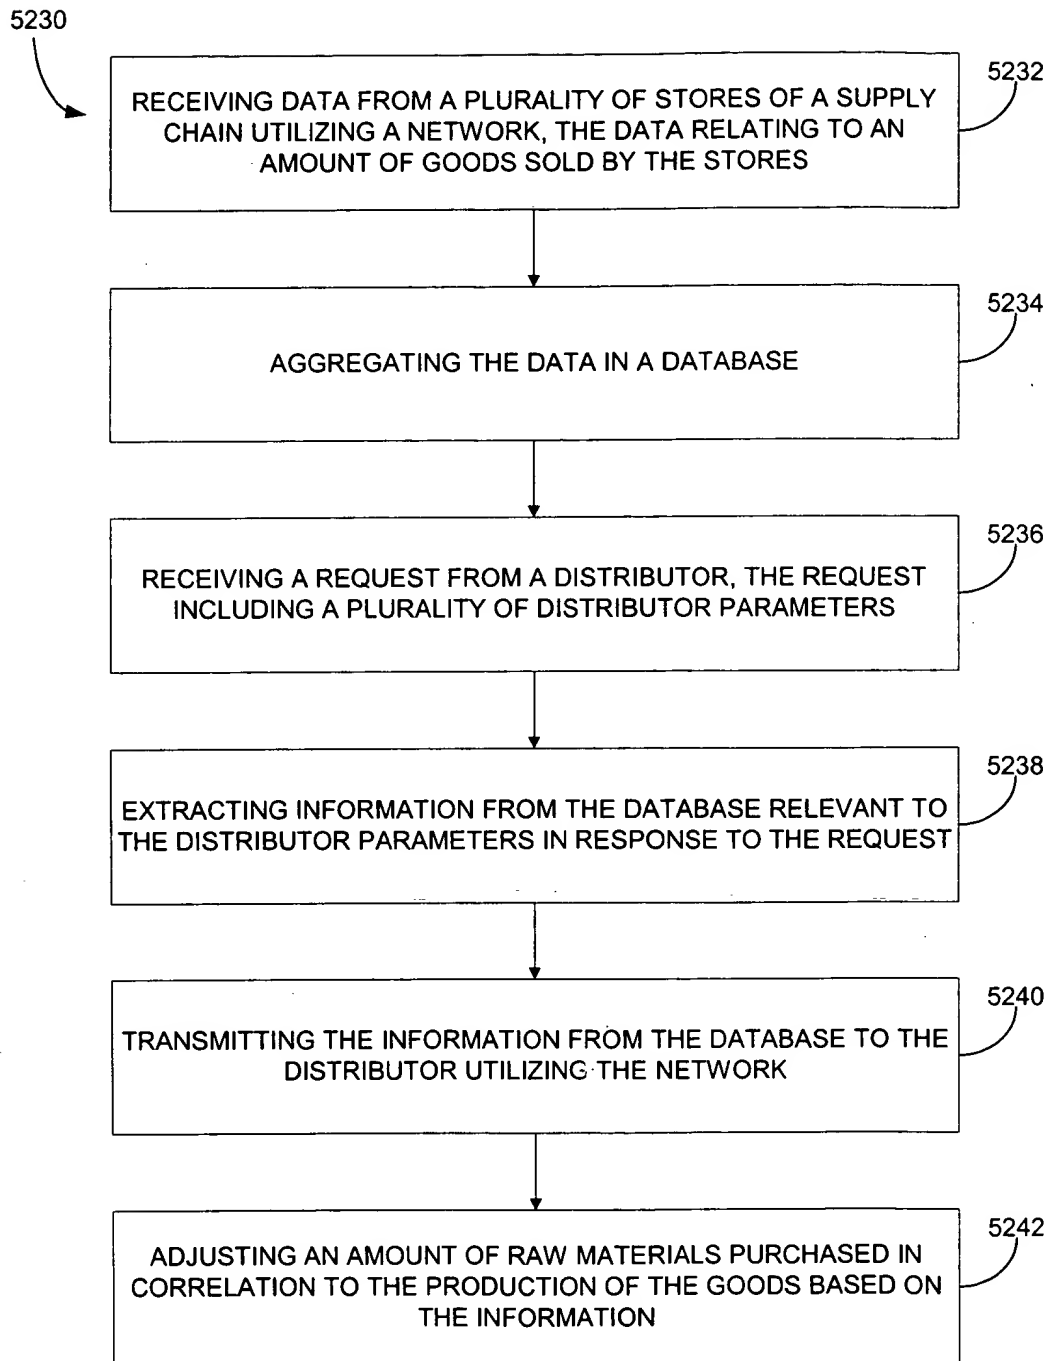 5230
RECEIVING DATA FROM A PLURALITY OF STORES OF A SUPPLY
CHAIN UTILIZING A NETWORK, THE DATA RELATING TO AN
AMOUNT OF GOODS SOLD BY THE STORES
5232
AGGREGATING THE DATA IN A DATABASE
5234
RECEIVING A REQUEST FROM A DISTRIBUTOR, THE REQUEST
INCLUDING A PLURALITY OF DISTRIBUTOR PARAMETERS
5236
EXTRACTING INFORMATION FROM THE DATABASE RELEVANT TO
THE DISTRIBUTOR PARAMETERS IN RESPONSE TO THE REQUEST
5238
TRANSMITTING THE INFORMATION FROM THE DATABASE TO THE
DISTRIBUTOR UTILIZING THE NETWORK
5240
ADJUSTING AN AMOUNT OF RAW MATERIALS PURCHASED IN
CORRELATION TO THE PRODUCTION OF THE GOODS BASED ON
THE INFORMATION
5242